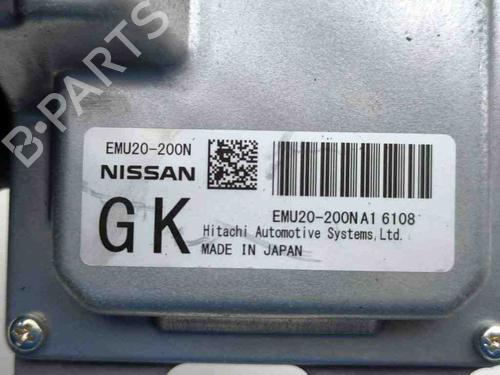 B-PARTS
EMU20-200N
NISSAN
EMU20-200NA1 6108
GK
Hitachi Automotive Systems,Ltd.
MADE IN JAPAN